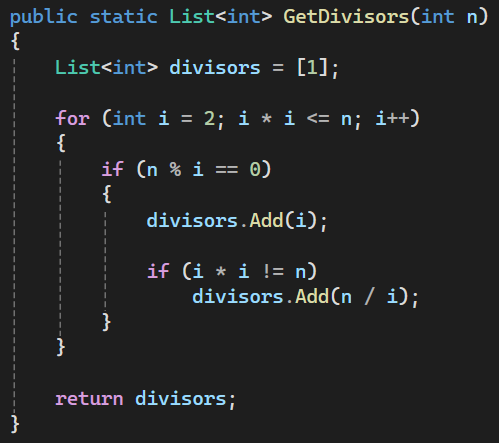 public static List<int> GetDivisors(int n)
{
    List<int> divisors = [1];

    for (int i = 2; i * i <= n; i++)
    {
        if (n % i == 0)
        {
            divisors.Add(i);

            if (i * i != n)
                divisors.Add(n / i);
        }
    }

    return divisors;
}